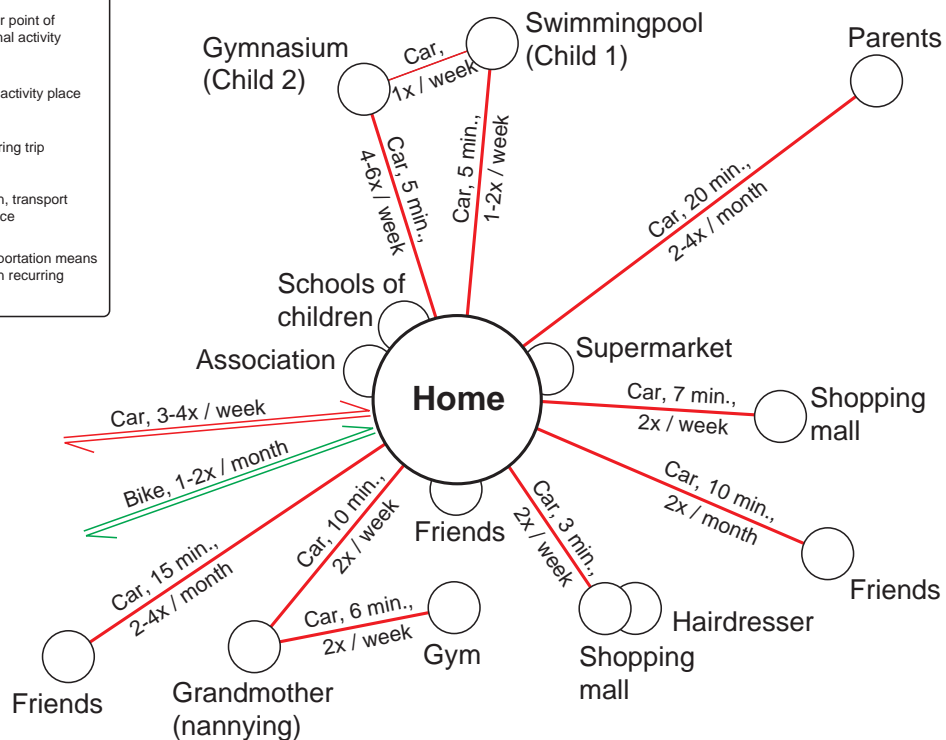 r point of
nal activity
activity place
ring trip
n, transport
ce
portation means
n recurring
Gymnasium
(Child 2)
Car,
1x / week
Swimmingpool
(Child 1)
Parents
Car, 5 min.,
4-6x / week
Car, 5 min.,
1-2x / week
Car, 20 min.,
2-4x / month
Schools of
children
Association
Home
Supermarket
Car, 7 min.,
2x / week
Shopping
mall
Car, 3-4x / week
Bike, 1-2x / month
Car, 10 min.,
2x / month
Friends
Car, 15 min.,
2-4x / month
Friends
Car, 10 min.,
2x / week
Friends
Car, 3 min.,
2x / week
Car, 6 min.,
2x / week
Gym
Grandmother
(nannying)
Hairdresser
Shopping
mall